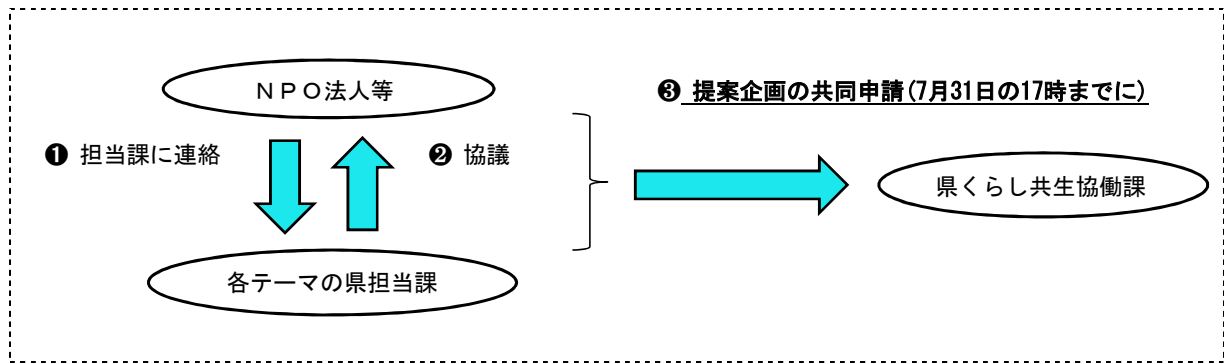 ＮＰＯ法人等
❶ 担当課に連絡
❷ 協議
各テーマの県担当課
❸ 提案企画の共同申請(7月31日の17時までに)
県くらし共生協働課